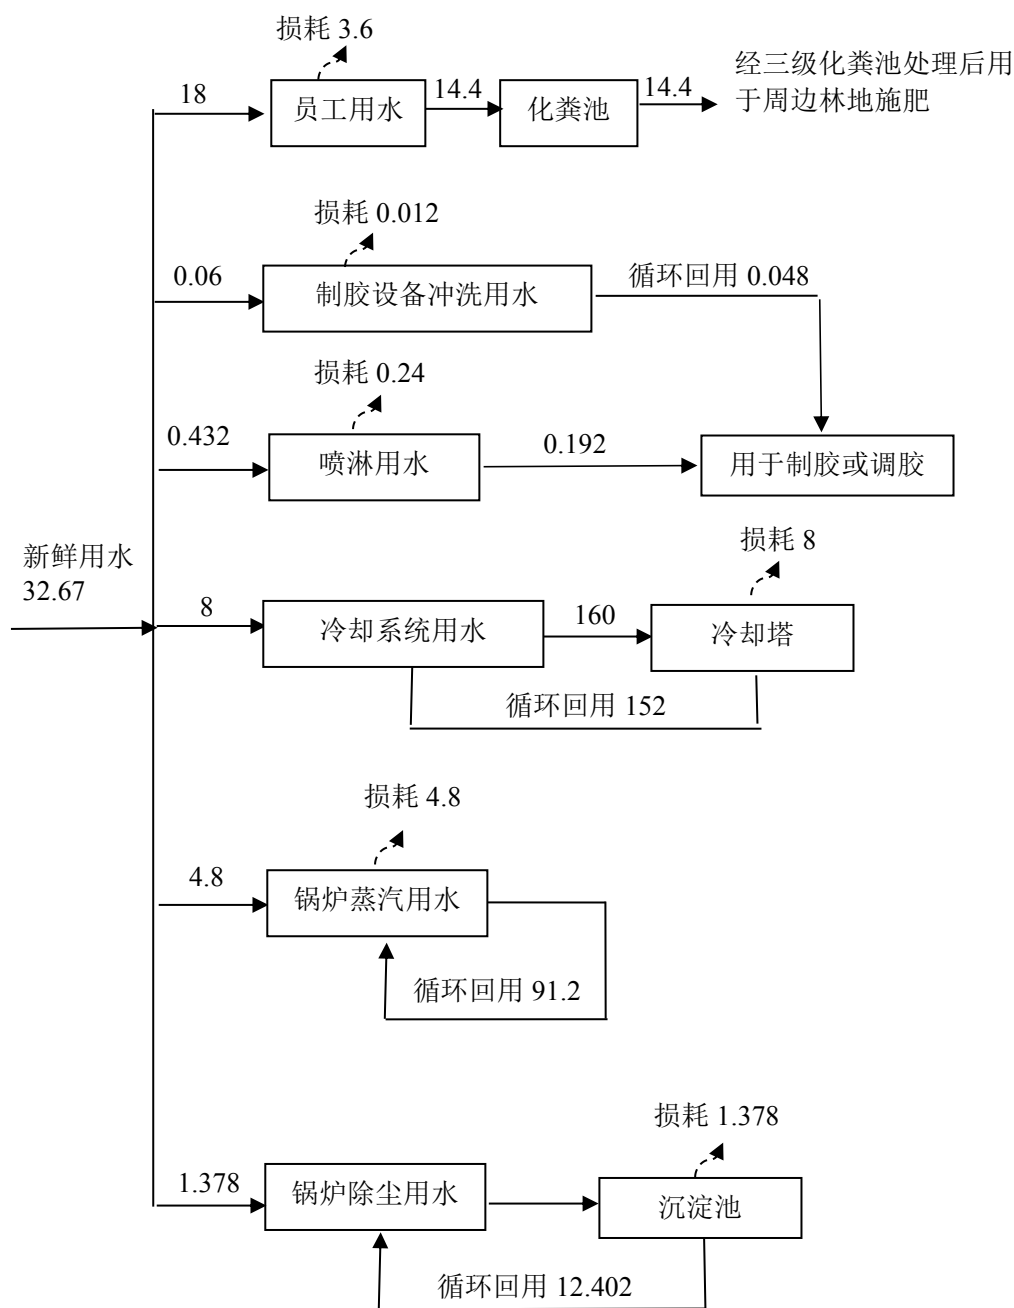 损耗 3.6
18
员工用水
14.4
化粪池
14.4
经三级化粪池处理后用
于周边林地施肥
损耗 0.012
0.06
制胶设备冲洗用水
循环回用 0.048
损耗 0.24
0.432
喷淋用水
0.192
用于制胶或调胶
新鲜用水
32.67
损耗 8
8
冷却系统用水
160
冷却塔
循环回用 152
损耗 4.8
4.8
锅炉蒸汽用水
循环回用 91.2
损耗 1.378
1.378
锅炉除尘用水
沉淀池
循环回用 12.402